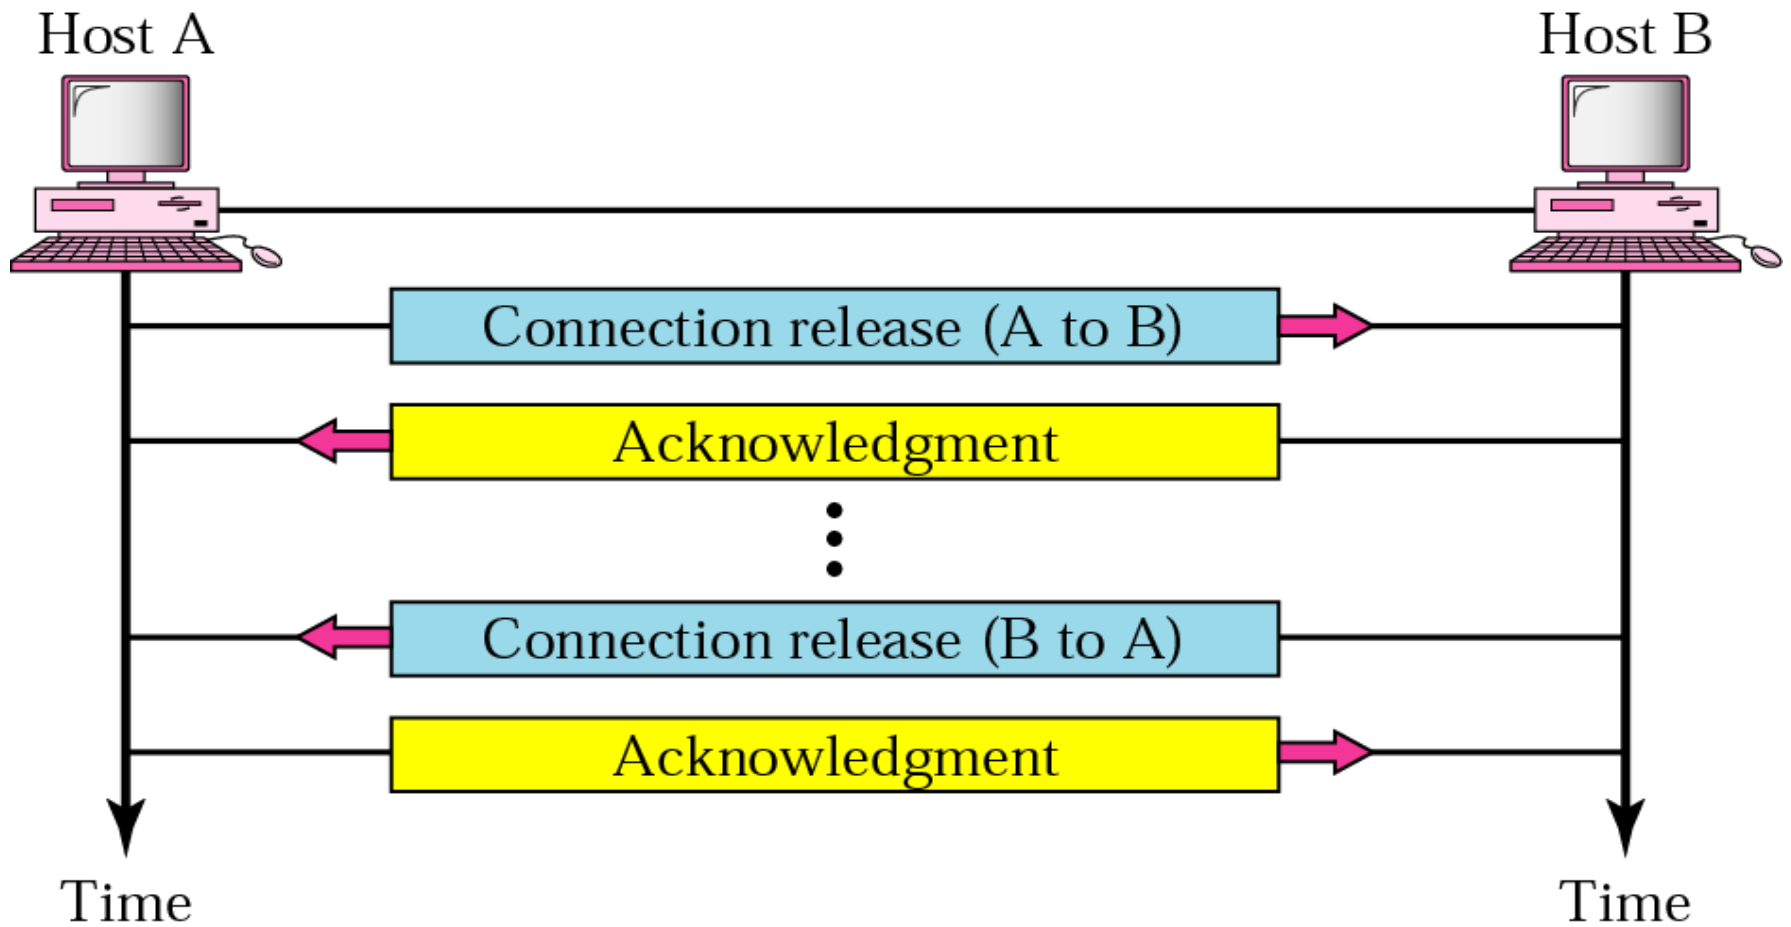 Host A
Host B
Connection release (A to B)
Acknowledgment
Connection release (B to A)
Acknowledgment
Time
Time